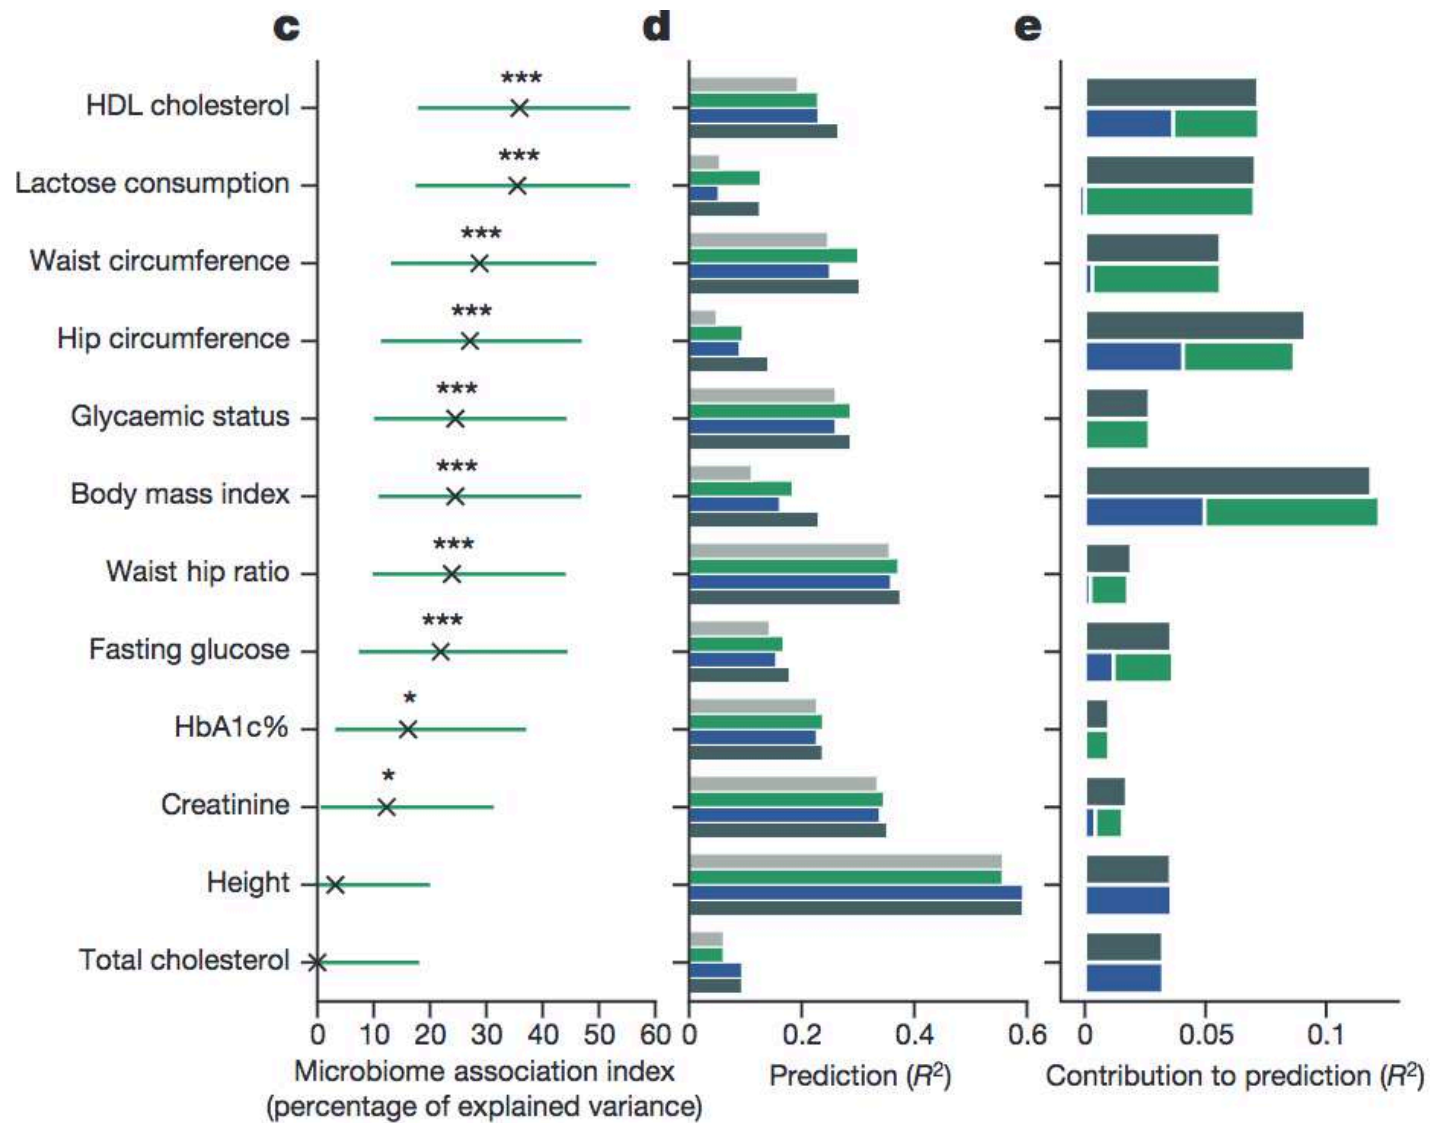 c d e
***
HDL cholesterol
***
Lactose consumption
***
Waist circumference
***
Hip circumference
***
Glycaemic status
***
Body mass index
***
Waist hip ratio
***
Fasting glucose
*
HbA1c%
*
Creatinine
Height
Total cholesterol
0 10 20 30 40 50 60
Microbiome association index
(percentage of explained variance)
0 0.2 0.4 0.6
Prediction (R²)
0 0.05 0.1
Contribution to prediction (R²)